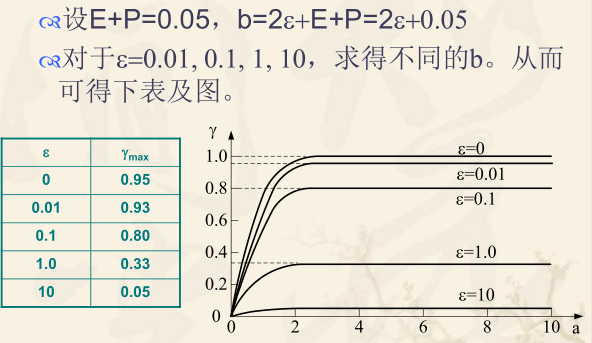 设E+P=0.05，b=2ε+E+P=2ε+0.05
对于ε=0.01, 0.1, 1, 10，求得不同的b。从而
可得下表及图。
ε γmax
0 0.95
0.01 0.93
0.1 0.80
1.0 0.33
10 0.05
γ
1.0
0.8
0.6
0.4
0.2
0
ε=0
ε=0.01
ε=0.1
ε=1.0
ε=10
0 2 4 6 8 10 a